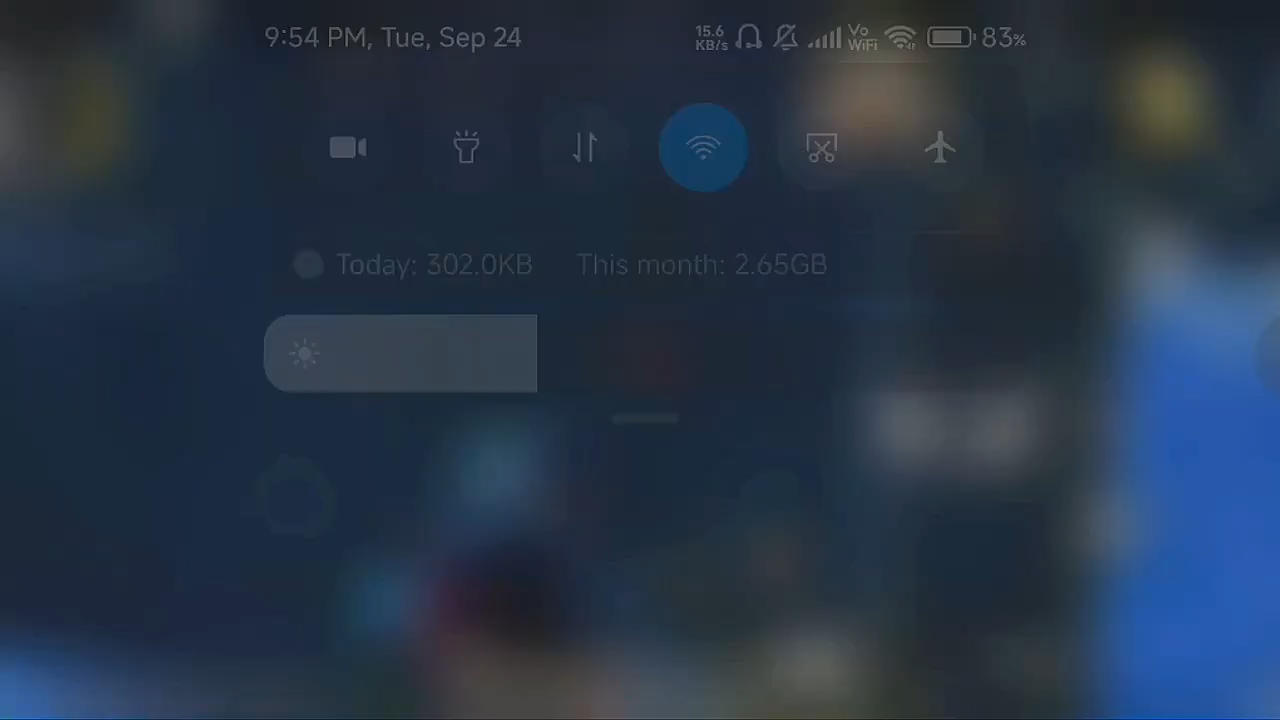 9:54 PM, Tue, Sep 24
15.6 KB/s
Vo WiFi
83%
Today: 302.0KB This month: 2.65GB